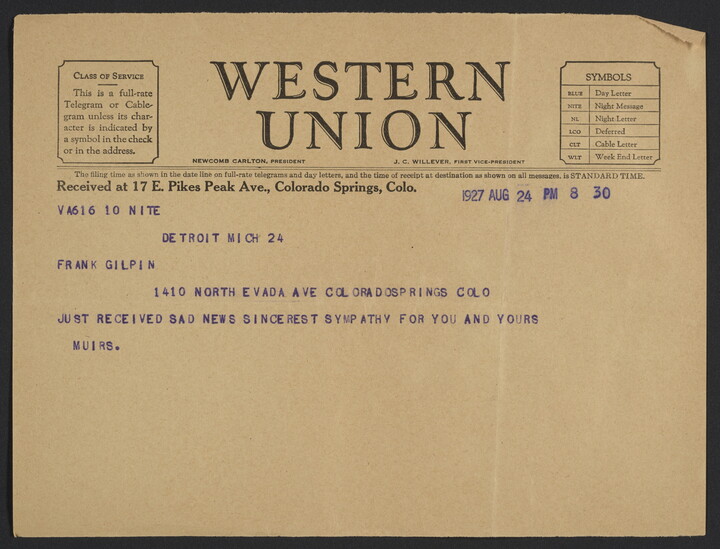 CLASS OF SERVICE
This is a full-rate
Telegram or Cable-
gram unless its char-
acter is indicated by
a symbol in the check
or in the address.
WESTERN
UNION
NEWCOMB CARLTON, PRESIDENT
J. C. WILLEVER, FIRST VICE-PRESIDENT
SYMBOLS
BLUE Day Letter
NITE Night Message
NL Night Letter
LCO Deferred
CLT Cable Letter
WLT Week End Letter
The filing time as shown in the date line on full-rate telegrams and day letters, and the time of receipt at destination as shown on all messages, is STANDARD TIME.
Received at 17 E. Pikes Peak Ave., Colorado Springs, Colo.
1927 AUG 24 PM 8 30
VA616 10 NITE
DETROIT MICH 24
FRANK GILPIN
1410 NORTH EVADA AVE COLORADOSPRINGS COLO
JUST RECEIVED SAD NEWS SINCEREST SYMPATHY FOR YOU AND YOURS
MUIRS.